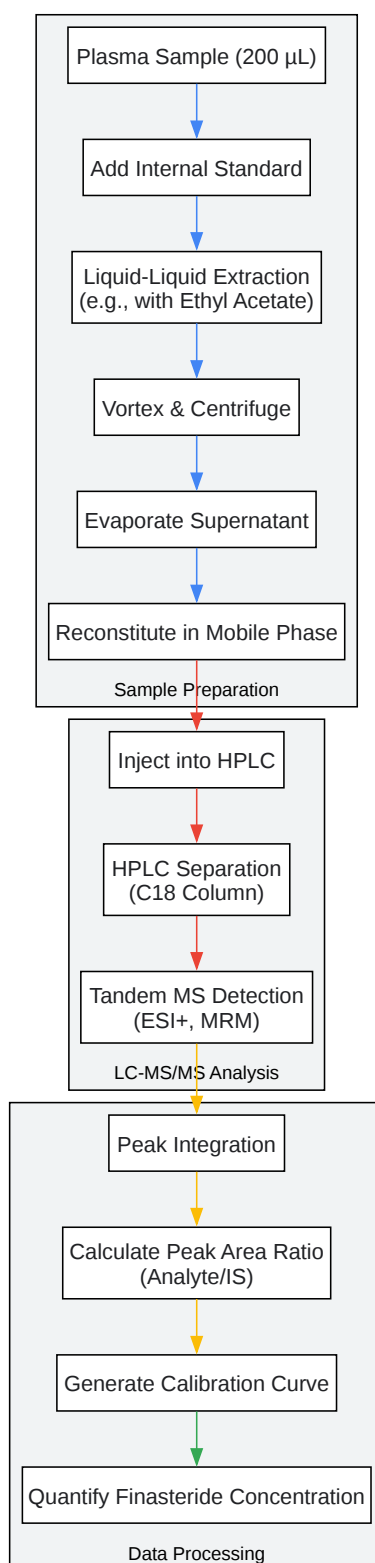 Plasma Sample (200 µL)
Add Internal Standard
Liquid-Liquid Extraction
(e.g., with Ethyl Acetate)
Vortex & Centrifuge
Evaporate Supernatant
Reconstitute in Mobile Phase
Sample Preparation
Inject into HPLC
HPLC Separation
(C18 Column)
Tandem MS Detection
(ESI+, MRM)
LC-MS/MS Analysis
Peak Integration
Calculate Peak Area Ratio
(Analyte/IS)
Generate Calibration Curve
Quantify Finasteride Concentration
Data Processing